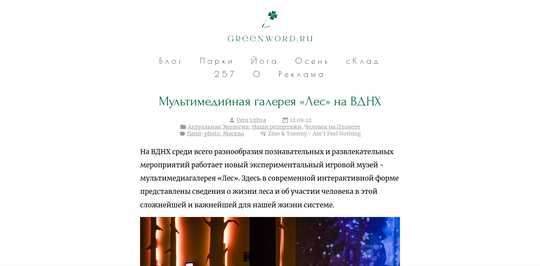 GREENWORD.RU
Блог Парки Йога Осень сКлад
257 О Реклама
Мультимедийная галерея «Лес» на ВДНХ
Vera Uzhva 12.09.22
Актуальная Экология, Наши репортажи, Человек на Планете
flami-photo, Москва Zino & Tommy - Ain't Feel Nothing
На ВДНХ среди всего разнообразия познавательных и развлекательных
мероприятий работает новый экспериментальный игровой музей -
мультимедиагалерея «Лес». Здесь в современной интерактивной форме
представлены сведения о жизни леса и об участии человека в этой
сложнейшей и важнейшей для нашей жизни системе.